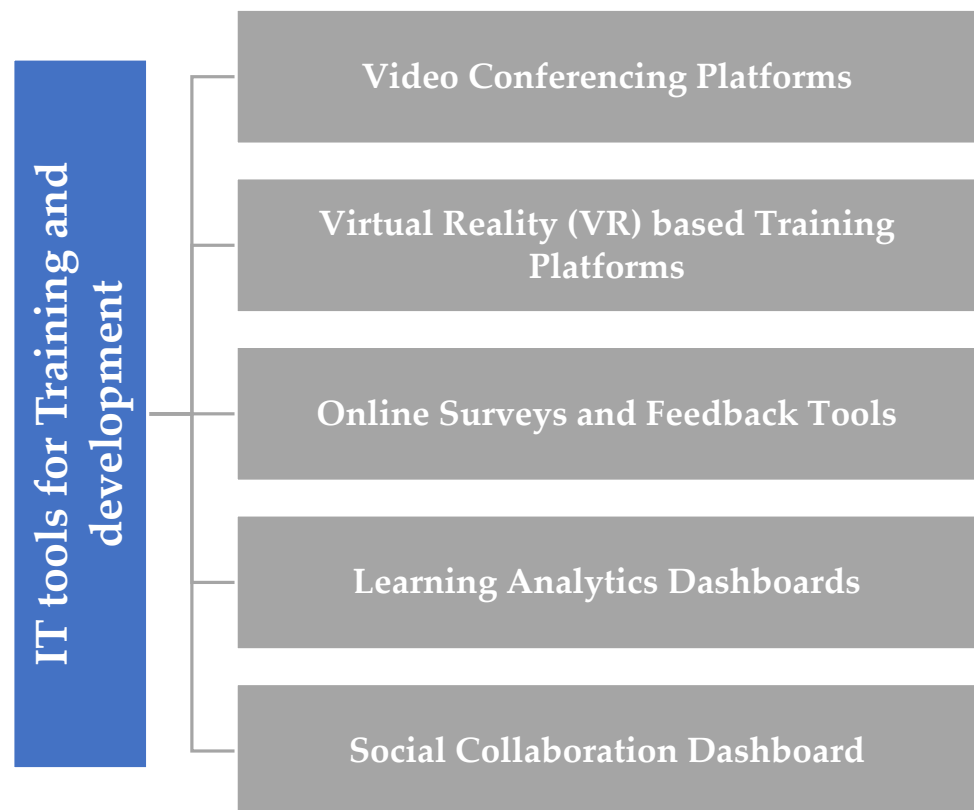 IT tools for Training and
development
Video Conferencing Platforms
Virtual Reality (VR) based Training
Platforms
Online Surveys and Feedback Tools
Learning Analytics Dashboards
Social Collaboration Dashboard